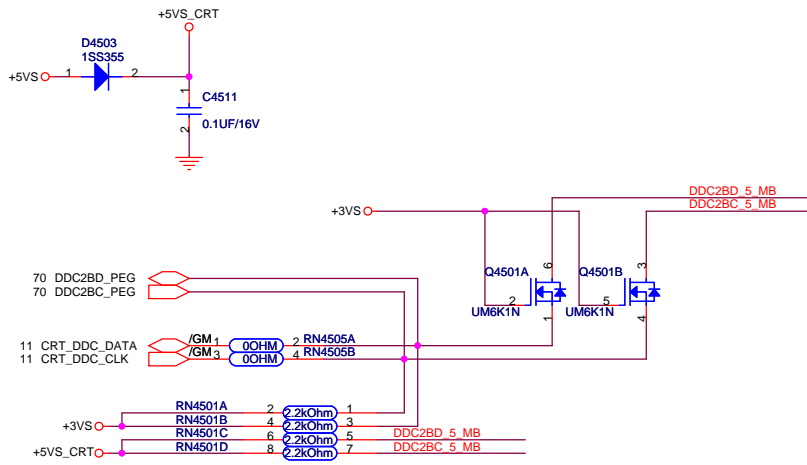 +5VS_CRT
D4503
1SS355
+5VS 1 2
1
C4511
2
0.1UF/16V
DDC2BD_5_MB
DDC2BC_5_MB
+3VS
6 3
Q4501A Q4501B
2 5
UM6K1N UM6K1N
1 4
70 DDC2BD_PEG
70 DDC2BC_PEG
11 CRT_DDC_DATA /GM 1 0OHM 2 RN4505A
11 CRT_DDC_CLK /GM 3 0OHM 4 RN4505B
RN4501A 2 2.2kOhm 1
+3VS RN4501B 4 2.2kOhm 3
RN4501C 6 2.2kOhm 5 DDC2BD_5_MB
+5VS_CRT RN4501D 8 2.2kOhm 7 DDC2BC_5_MB